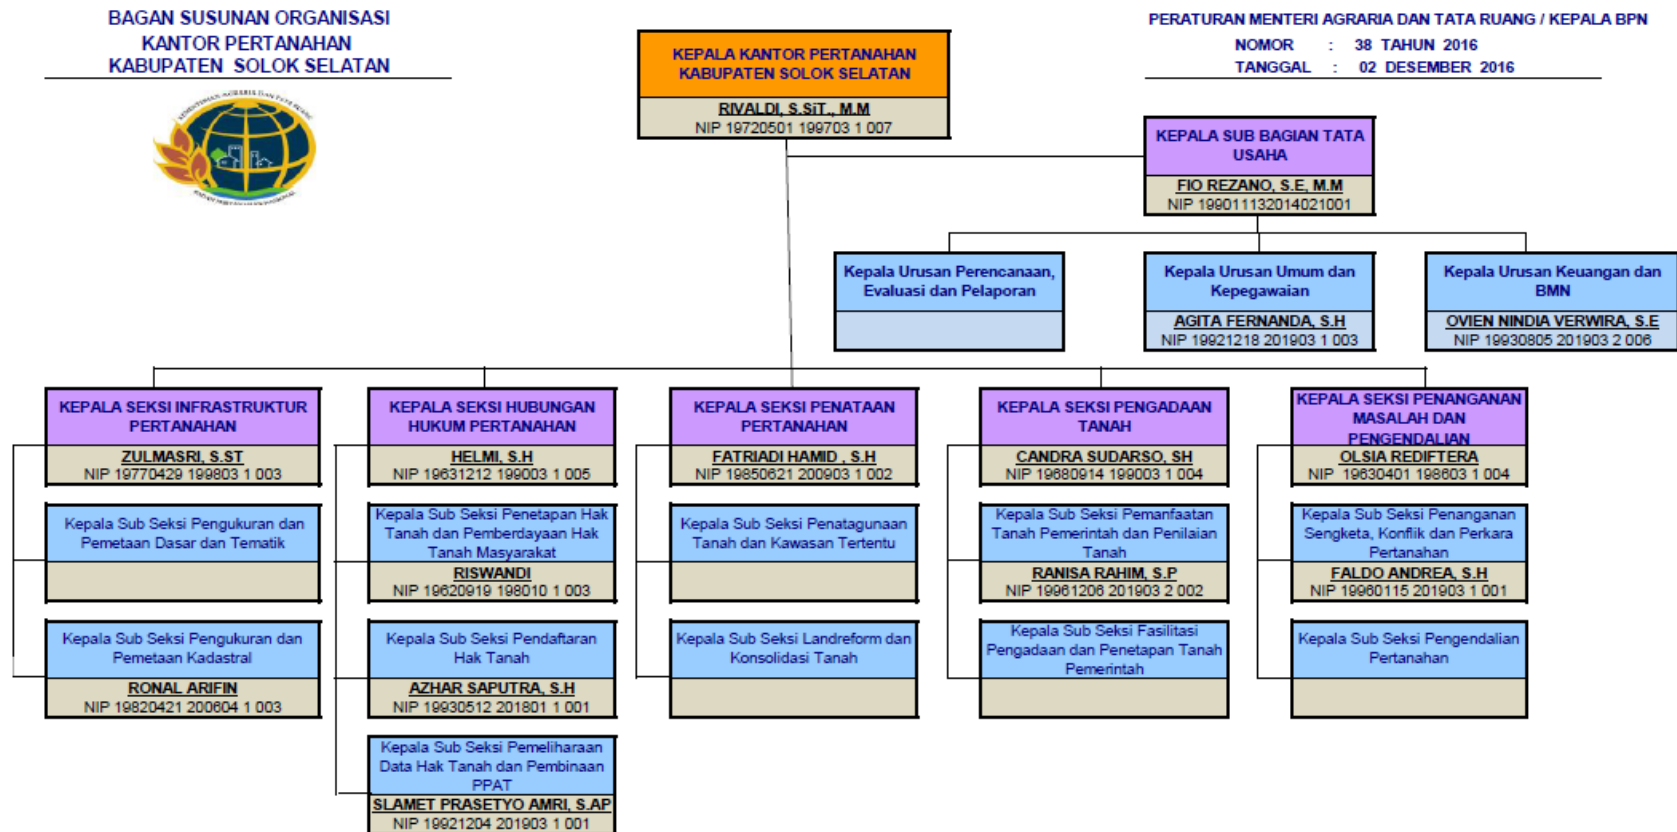 BAGAN SUSUNAN ORGANISASI
KANTOR PERTANAHAN
KABUPATEN SOLOK SELATAN
PERATURAN MENTERI AGRARIA DAN TATA RUANG / KEPALA BPN
NOMOR : 38 TAHUN 2016
TANGGAL : 02 DESEMBER 2016
KEPALA KANTOR PERTANAHAN
KABUPATEN SOLOK SELATAN
RIVALDI, S.SiT., M.M
NIP 19720501 199703 1 007
KEPALA SUB BAGIAN TATA
USAHA
FIO REZANO, S.E, M.M
NIP 199011132014021001
Kepala Urusan Perencanaan,
Evaluasi dan Pelaporan
Kepala Urusan Umum dan
Kepegawaian
AGITA FERNANDA, S.H
NIP 19921218 201903 1 003
Kepala Urusan Keuangan dan
BMN
OVIEN NINDIA VERWIRA, S.E
NIP 19930805 201903 2 006
KEPALA SEKSI INFRASTRUKTUR
PERTANAHAN
ZULMASRI, S.ST
NIP 19770429 199803 1 003
Kepala Sub Seksi Pengukuran dan
Pemetaan Dasar dan Tematik
Kepala Sub Seksi Pengukuran dan
Pemetaan Kadastral
RONAL ARIFIN
NIP 19820421 200604 1 003
KEPALA SEKSI HUBUNGAN
HUKUM PERTANAHAN
HELMI, S.H
NIP 19631212 199003 1 005
Kepala Sub Seksi Penetapan Hak
Tanah dan Pemberdayaan Hak
Tanah Masyarakat
RISWANDI
NIP 19620919 198010 1 003
Kepala Sub Seksi Pendaftaran
Hak Tanah
AZHAR SAPUTRA, S.H
NIP 19930512 201801 1 001
Kepala Sub Seksi Pemeliharaan
Data Hak Tanah dan Pembinaan
PPAT
SLAMET PRASETYO AMRI, S.AP
NIP 19921204 201903 1 001
KEPALA SEKSI PENATAAN
PERTANAHAN
FATRIADI HAMID , S.H
NIP 19850621 200903 1 002
Kepala Sub Seksi Penatagunaan
Tanah dan Kawasan Tertentu
Kepala Sub Seksi Landreform dan
Konsolidasi Tanah
KEPALA SEKSI PENGADAAN
TANAH
CANDRA SUDARSO, SH
NIP 19680914 199003 1 004
Kepala Sub Seksi Pemanfaatan
Tanah Pemerintah dan Penilaian
Tanah
RANISA RAHIM, S.P
NIP 19961206 201903 2 002
Kepala Sub Seksi Fasilitasi
Pengadaan dan Penetapan Tanah
Pemerintah
KEPALA SEKSI PENANGANAN
MASALAH DAN
PENGENDALIAN
OLSIA REDIFTERA
NIP 19630401 198603 1 004
Kepala Sub Seksi Penanganan
Sengketa, Konflik dan Perkara
Pertanahan
FALDO ANDREA, S.H
NIP 19960115 201903 1 001
Kepala Sub Seksi Pengendalian
Pertanahan